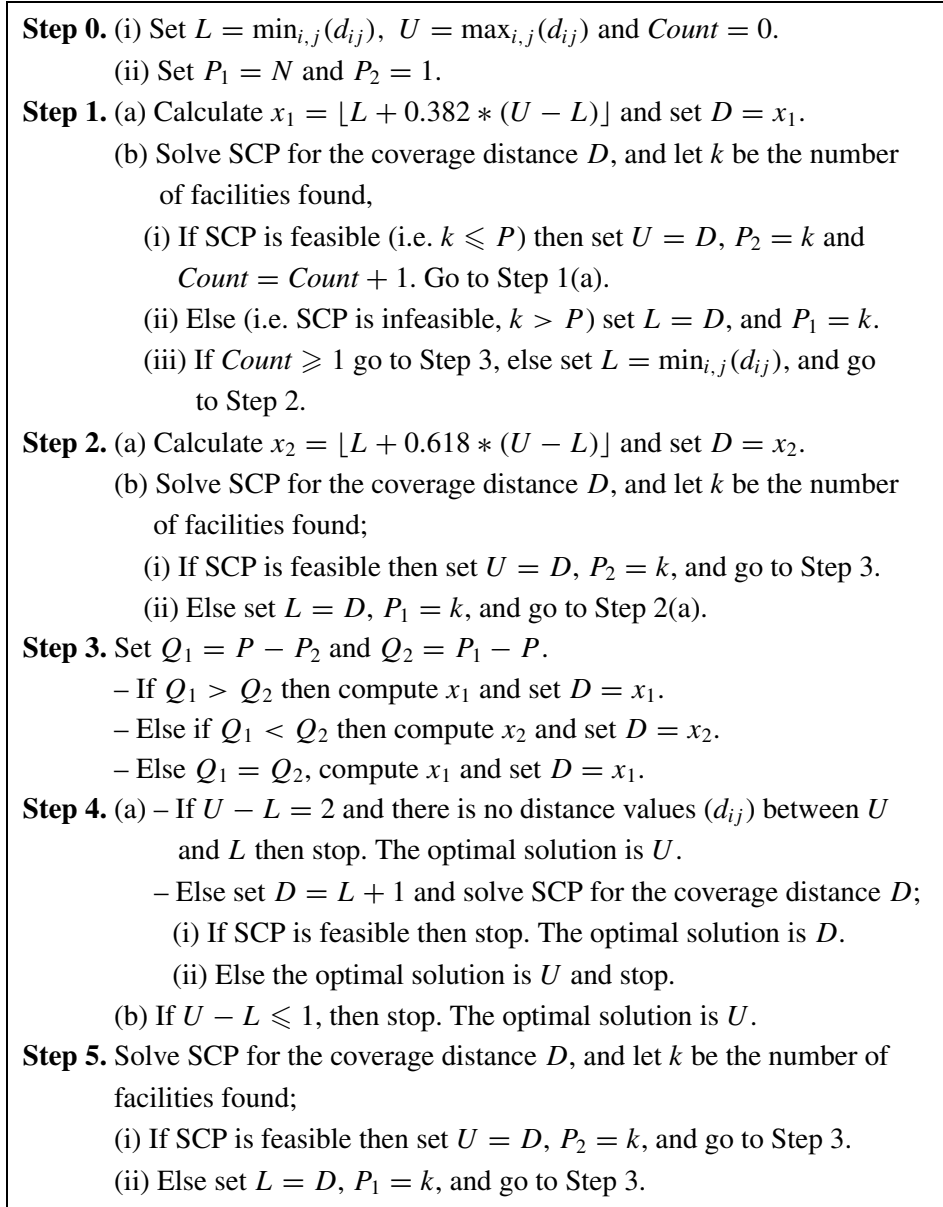 Step 0. (i) Set L = min_{i,j}(d_{ij}), U = max_{i,j}(d_{ij}) and Count = 0.
(ii) Set P_1 = N and P_2 = 1.
Step 1. (a) Calculate x_1 = ⌊L + 0.382 ∗ (U − L)⌋ and set D = x_1.
(b) Solve SCP for the coverage distance D, and let k be the number
of facilities found,
(i) If SCP is feasible (i.e. k ⩽ P) then set U = D, P_2 = k and
Count = Count + 1. Go to Step 1(a).
(ii) Else (i.e. SCP is infeasible, k > P) set L = D, and P_1 = k.
(iii) If Count ⩾ 1 go to Step 3, else set L = min_{i,j}(d_{ij}), and go
to Step 2.
Step 2. (a) Calculate x_2 = ⌊L + 0.618 ∗ (U − L)⌋ and set D = x_2.
(b) Solve SCP for the coverage distance D, and let k be the number
of facilities found;
(i) If SCP is feasible then set U = D, P_2 = k, and go to Step 3.
(ii) Else set L = D, P_1 = k, and go to Step 2(a).
Step 3. Set Q_1 = P − P_2 and Q_2 = P_1 − P.
– If Q_1 > Q_2 then compute x_1 and set D = x_1.
– Else if Q_1 < Q_2 then compute x_2 and set D = x_2.
– Else Q_1 = Q_2, compute x_1 and set D = x_1.
Step 4. (a) – If U − L = 2 and there is no distance values (d_{ij}) between U
and L then stop. The optimal solution is U.
– Else set D = L + 1 and solve SCP for the coverage distance D;
(i) If SCP is feasible then stop. The optimal solution is D.
(ii) Else the optimal solution is U and stop.
(b) If U − L ⩽ 1, then stop. The optimal solution is U.
Step 5. Solve SCP for the coverage distance D, and let k be the number of
facilities found;
(i) If SCP is feasible then set U = D, P_2 = k, and go to Step 3.
(ii) Else set L = D, P_1 = k, and go to Step 3.